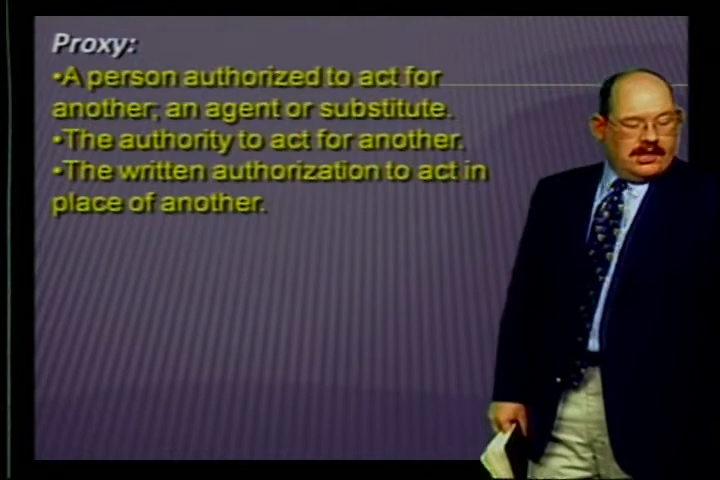 Proxy:
•A person authorized to act for
another; an agent or substitute.
•The authority to act for another.
•The written authorization to act in
place of another.